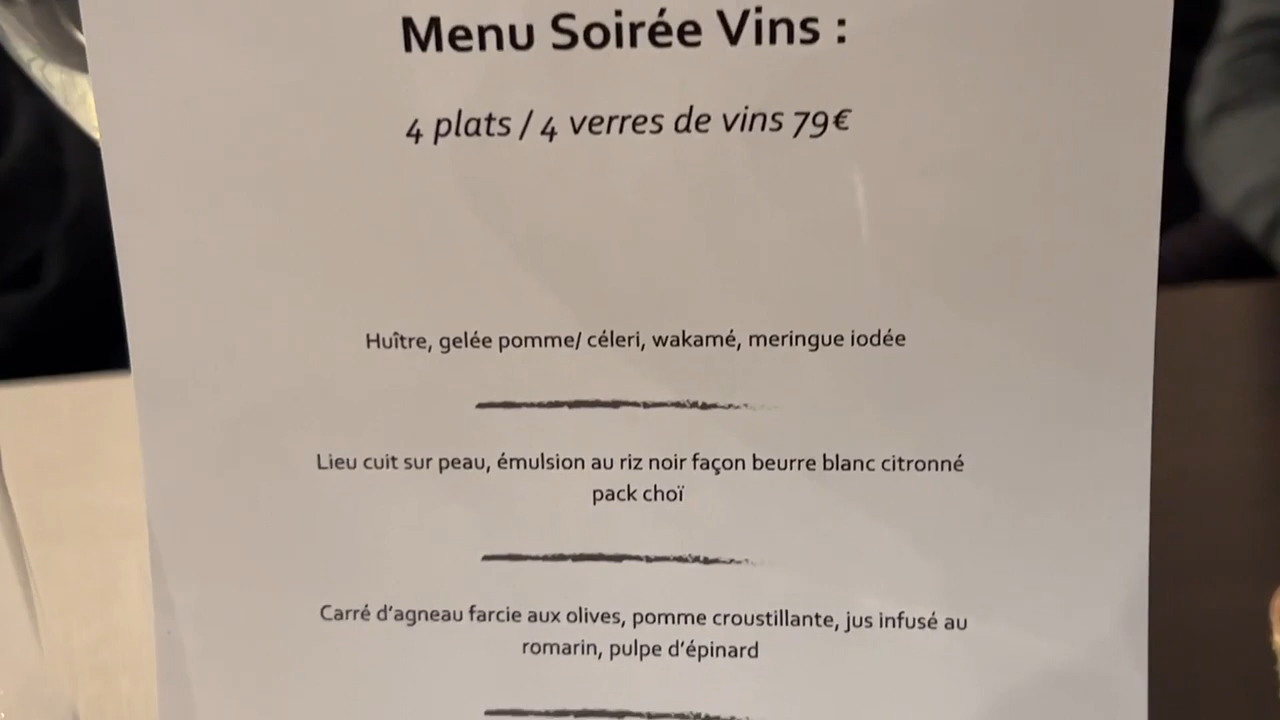 Menu Soirée Vins :
4 plats / 4 verres de vins 79€
Huître, gelée pomme/ céleri, wakamé, meringue iodée
Lieu cuit sur peau, émulsion au riz noir façon beurre blanc citronné
pack choï
Carré d'agneau farcie aux olives, pomme croustillante, jus infusé au
romarin, pulpe d'épinard